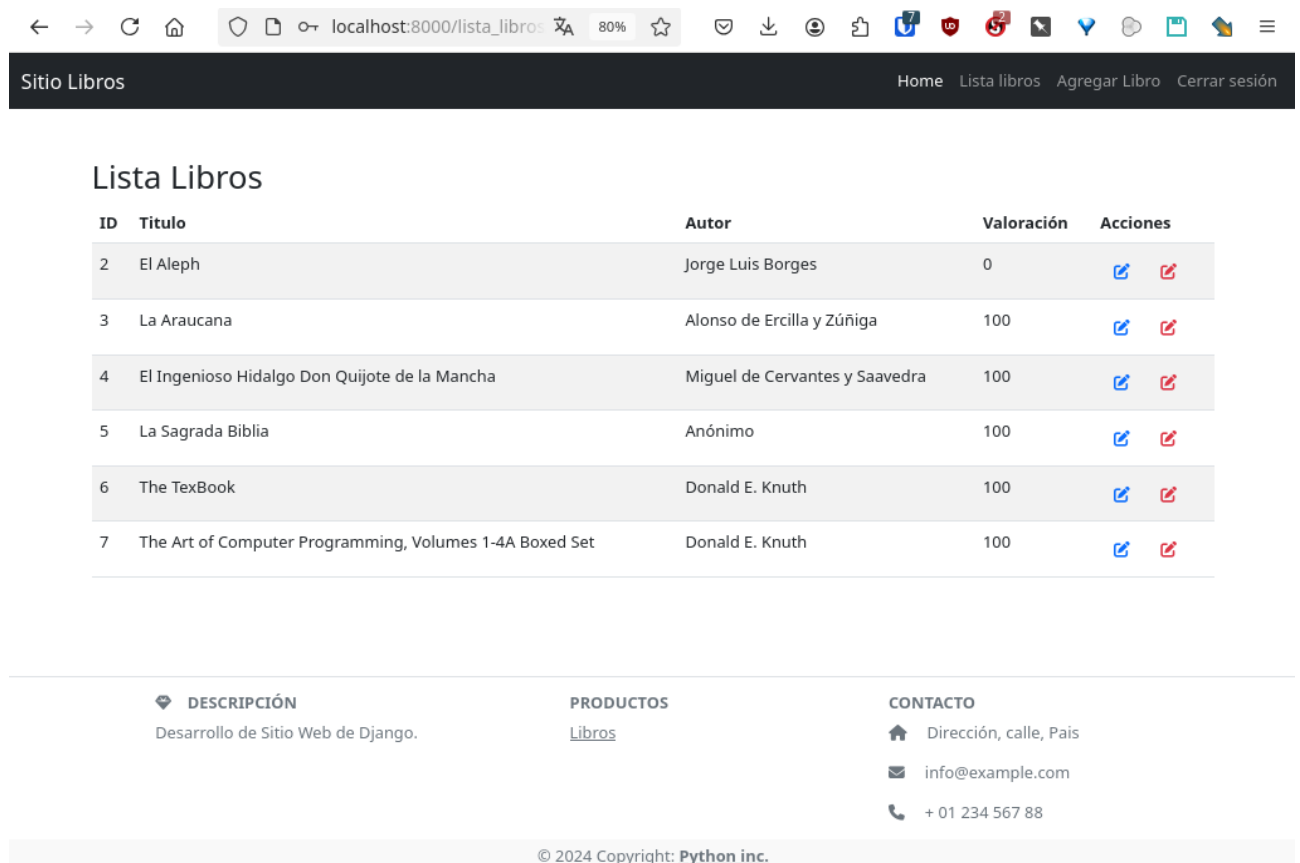 localhost:8000/lista_libros 80% 7 2
Sitio Libros Home Lista libros Agregar Libro Cerrar sesión
Lista Libros
ID Titulo Autor Valoración Acciones
2 El Aleph Jorge Luis Borges 0
3 La Araucana Alonso de Ercilla y Zúñiga 100
4 El Ingenioso Hidalgo Don Quijote de la Mancha Miguel de Cervantes y Saavedra 100
5 La Sagrada Biblia Anónimo 100
6 The TexBook Donald E. Knuth 100
7 The Art of Computer Programming, Volumes 1-4A Boxed Set Donald E. Knuth 100
DESCRIPCIÓN
Desarrollo de Sitio Web de Django.
PRODUCTOS
Libros
CONTACTO
Dirección, calle, Pais
info@example.com
+ 01 234 567 88
© 2024 Copyright: Python inc.